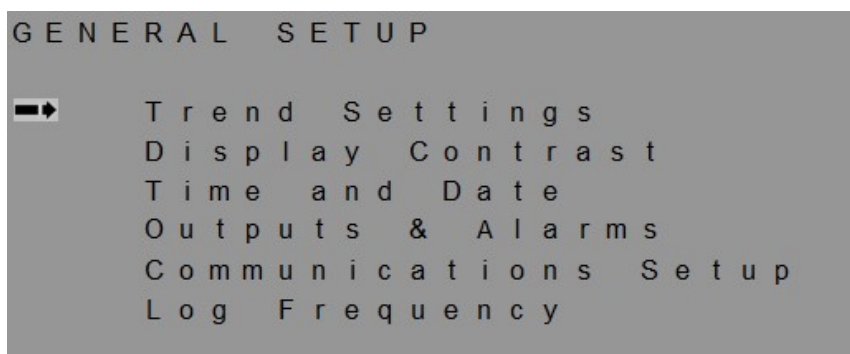 GENERAL SETUP
Trend Settings
Display Contrast
Time and Date
Outputs & Alarms
Communications Setup
Log Frequency